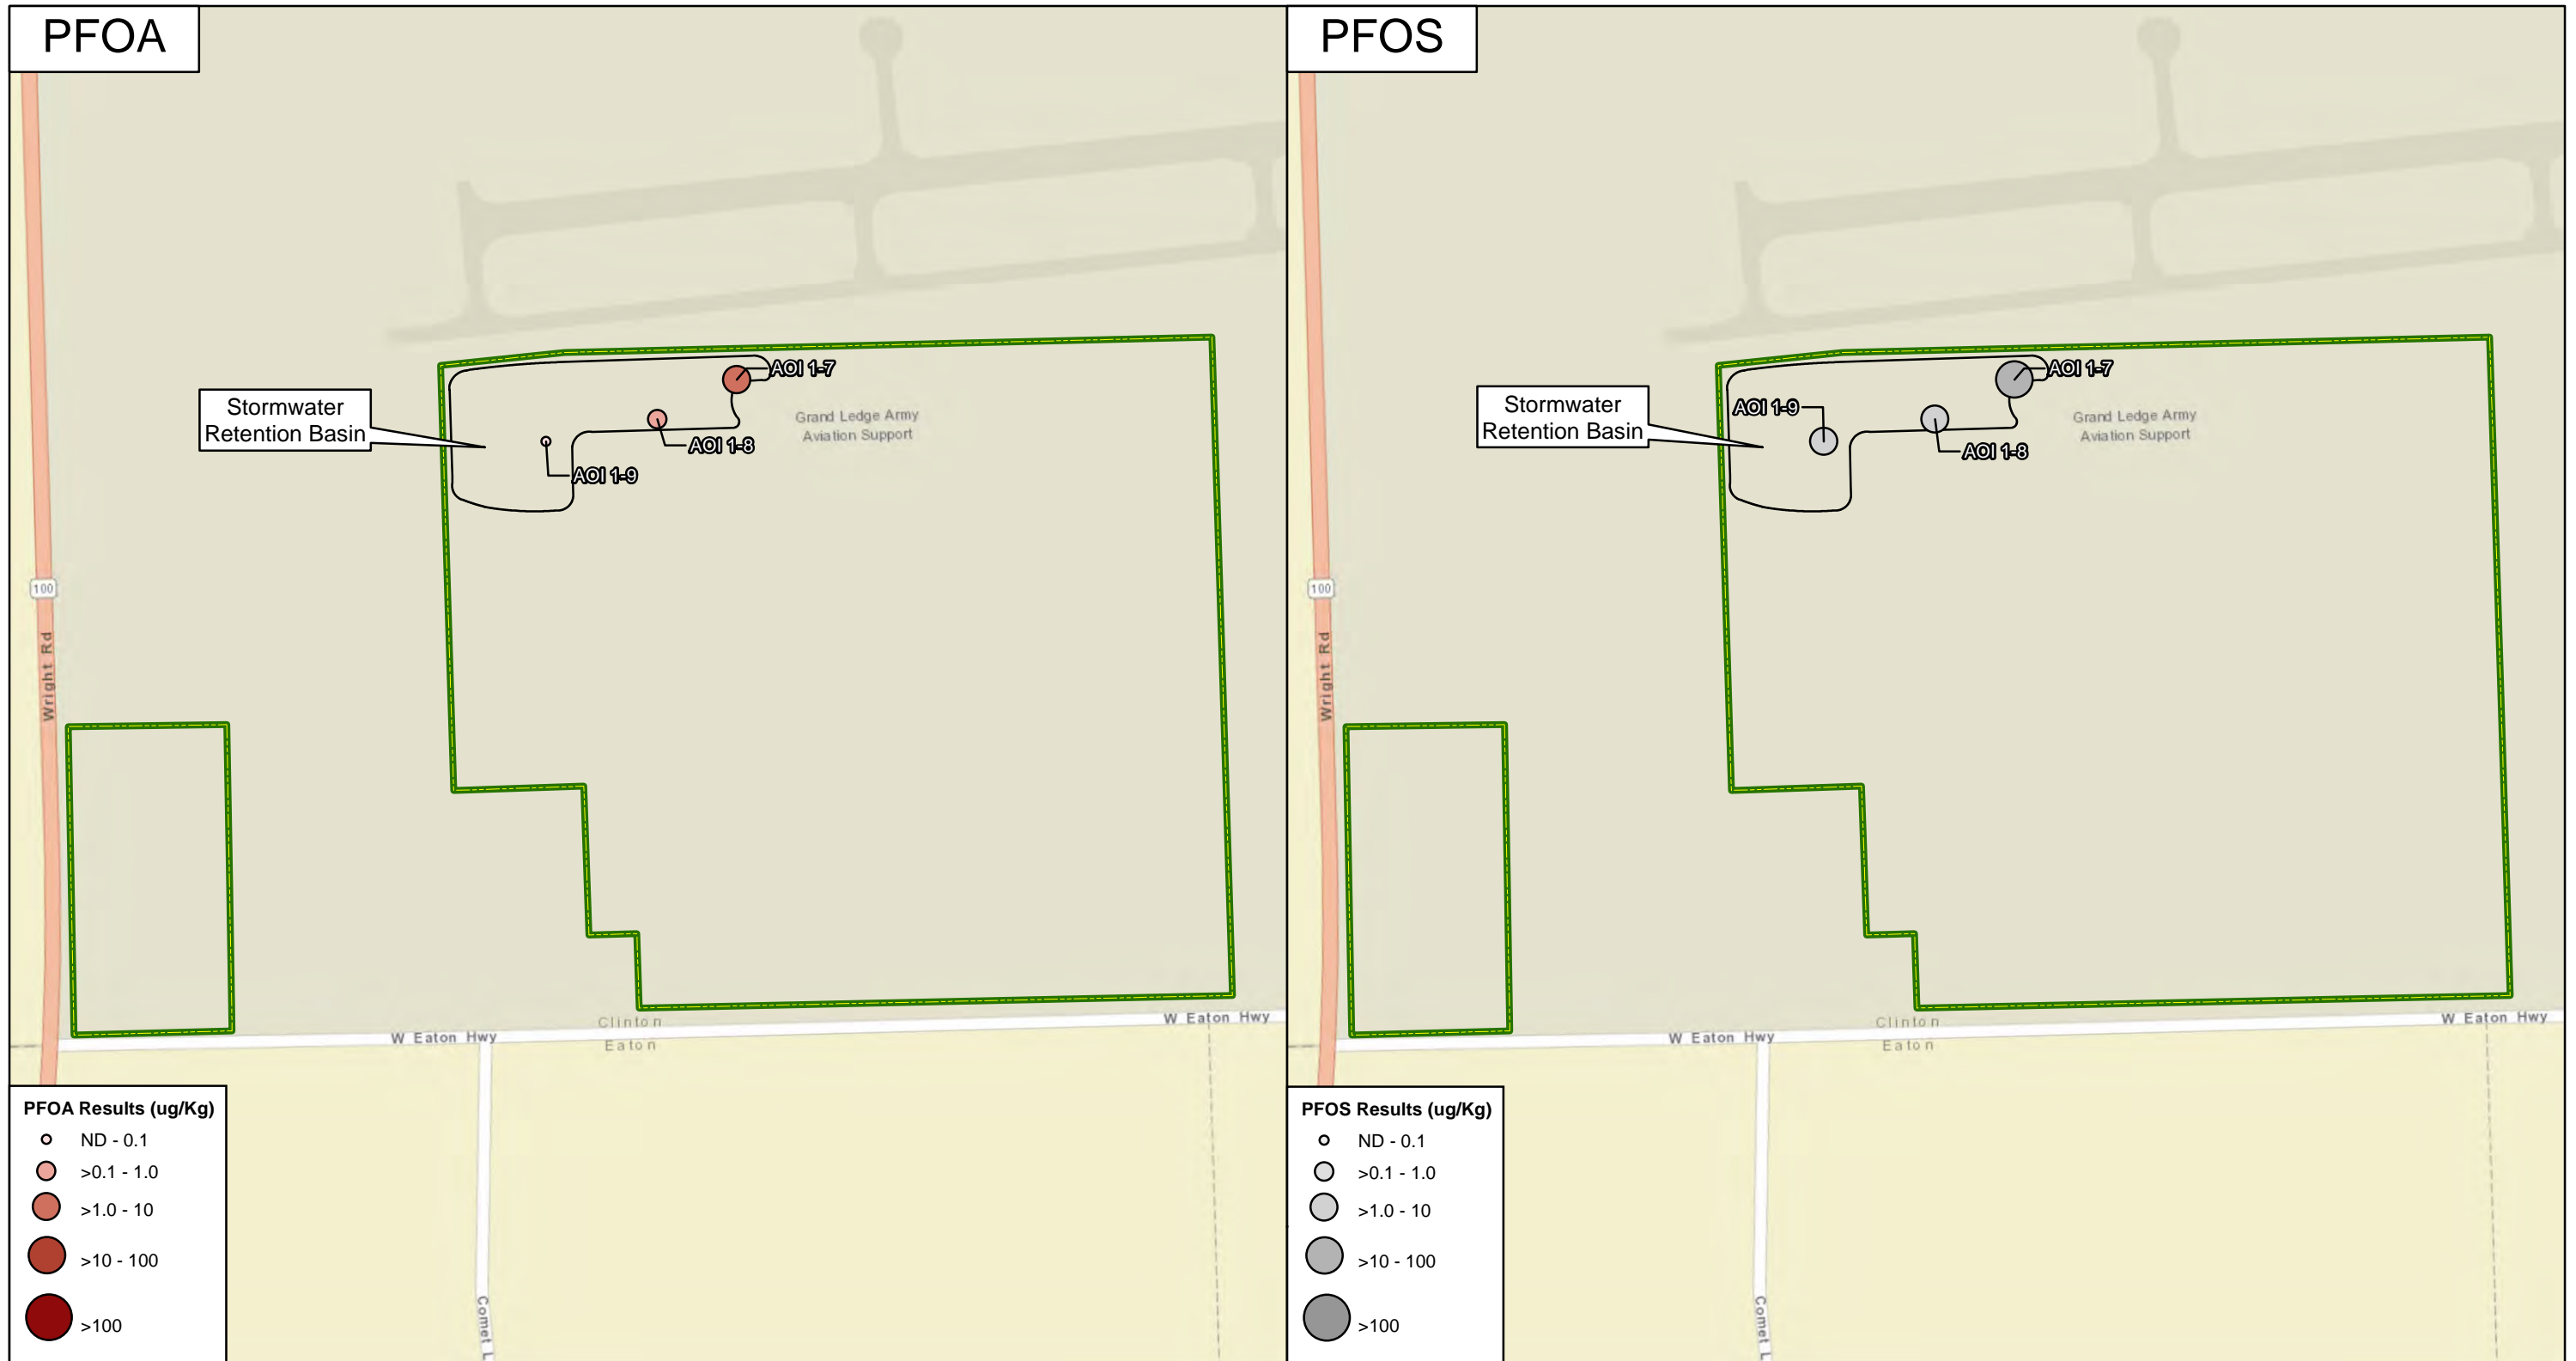 PFOA
AOI 1-7
Stormwater
Retention Basin
Grand Ledge Army
Aviation Support
AOI 1-8
AOI 1-9
100
Wright Rd
Clinton
W Eaton Hwy
W Eaton Hwy
Eaton
Comet L
PFOA Results (ug/Kg)
ND - 0.1
>0.1 - 1.0
>1.0 - 10
>10 - 100
>100
PFOS
AOI 1-7
Stormwater
Retention Basin
AOI 1-9
Grand Ledge Army
Aviation Support
AOI 1-8
100
Wright Rd
Clinton
W Eaton Hwy
W Eaton Hwy
Eaton
Comet L
PFOS Results (ug/Kg)
ND - 0.1
>0.1 - 1.0
>1.0 - 10
>10 - 100
>100